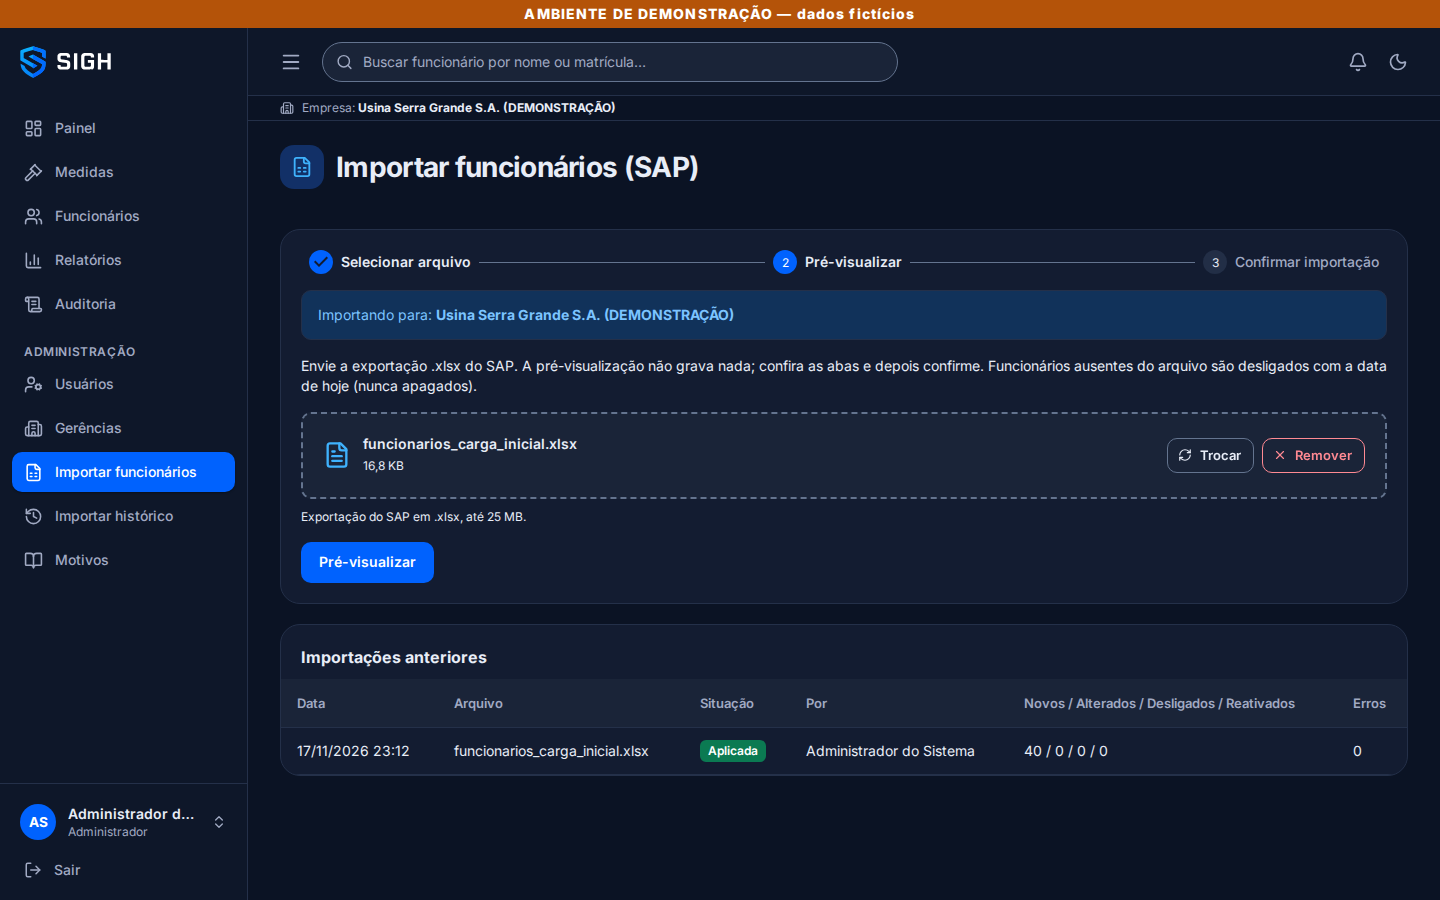 AMBIENTE DE DEMONSTRAÇÃO — dados fictícios
SIGH
Buscar funcionário por nome ou matrícula...
Empresa: Usina Serra Grande S.A. (DEMONSTRAÇÃO)
Painel
Medidas
Funcionários
Relatórios
Auditoria
ADMINISTRAÇÃO
Usuários
Gerências
Importar funcionários
Importar histórico
Motivos
AS
Administrador d...
Administrador
Sair
Importar funcionários (SAP)
Selecionar arquivo
2 Pré-visualizar
3 Confirmar importação
Importando para: Usina Serra Grande S.A. (DEMONSTRAÇÃO)
Envie a exportação .xlsx do SAP. A pré-visualização não grava nada; confira as abas e depois confirme. Funcionários ausentes do arquivo são desligados com a data
de hoje (nunca apagados).
funcionarios_carga_inicial.xlsx
16,8 KB
Trocar
Remover
Exportação do SAP em .xlsx, até 25 MB.
Pré-visualizar
Importações anteriores
Data Arquivo Situação Por Novos / Alterados / Desligados / Reativados Erros
17/11/2026 23:12 funcionarios_carga_inicial.xlsx Aplicada Administrador do Sistema 40 / 0 / 0 / 0 0